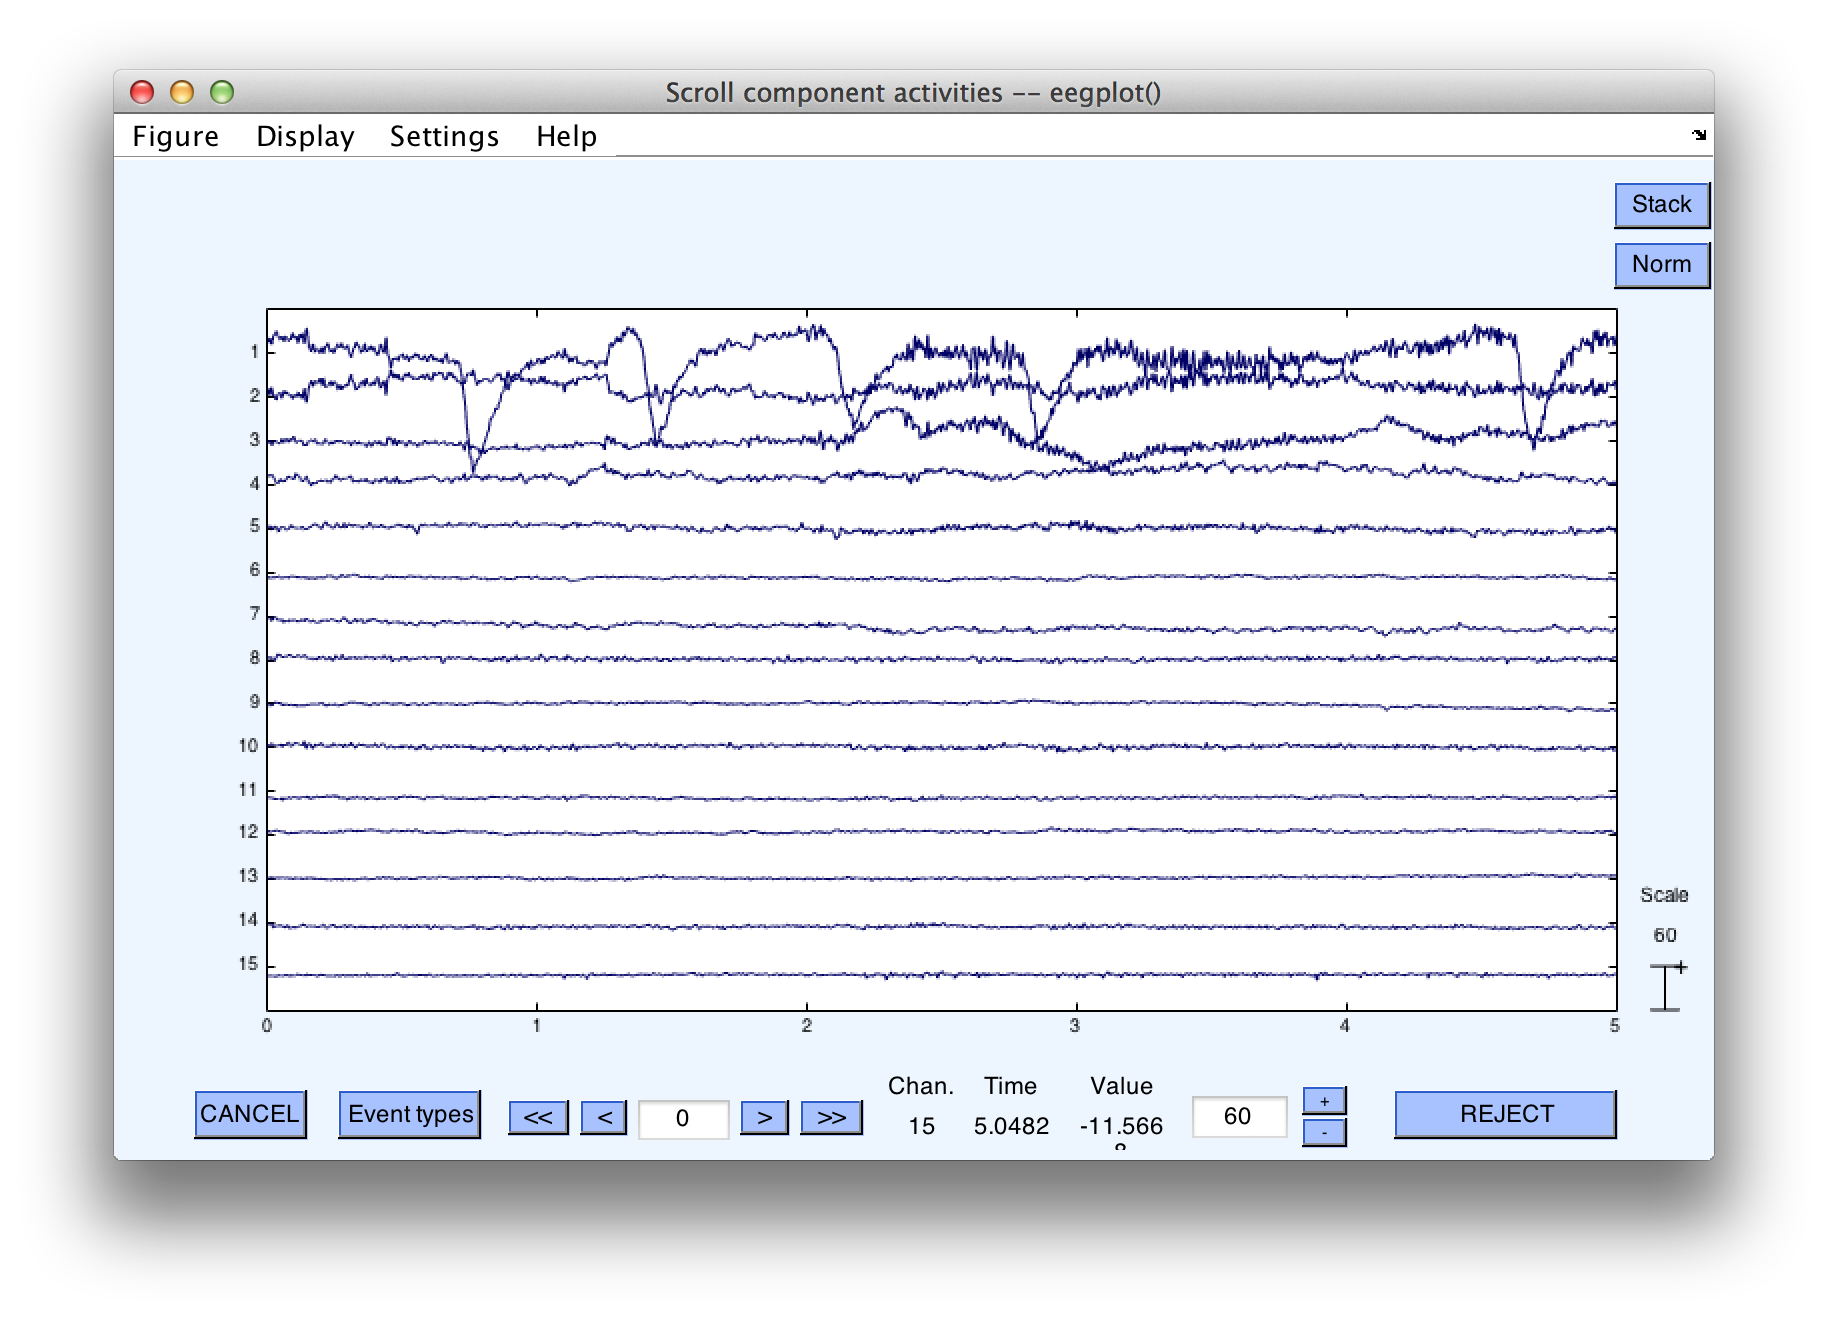 Scroll component activities -- eegplot()
Figure Display Settings Help
Stack
Norm
1
2
3
4
5
6
7
8
9
10
11
12
13
14
15
0 1 2 3 4 5
Scale
60
+
CANCEL Event types << < 0 > >>
Chan. Time Value
15 5.0482 -11.566
60
+
-
REJECT